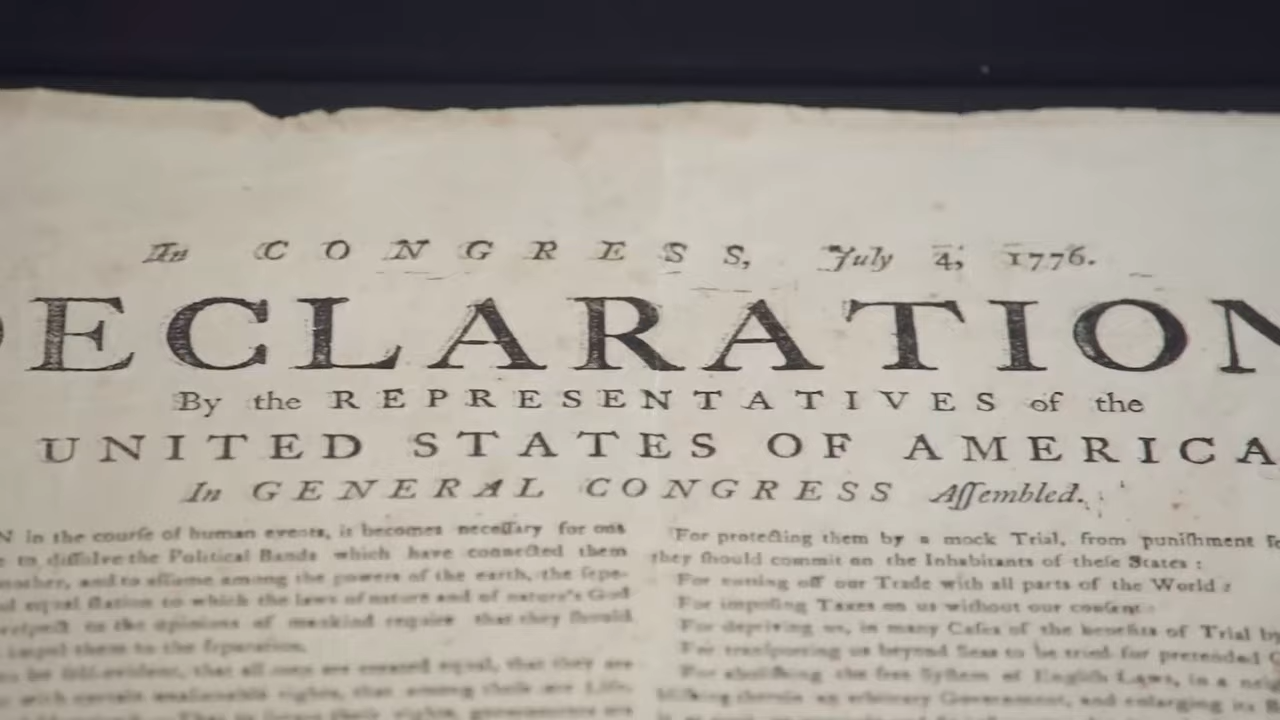 In CONGRESS, July 4, 1776.
ECLARATION
By the REPRESENTATIVES of the
UNITED STATES OF AMERICA
In GENERAL CONGRESS Aſſembled.
in the courſe of human events, it becomes neceſſary for one
to diſſolve the Political Bands which have connected them
and to aſſume among the powers of the earth, the ſepe-
equal ſtation to which the laws of nature and of nature's God
to the opinions of mankind require that they ſhould
impel them to the ſeparation.
be ſelf-evident, that all men are created equal, that they are
with certain unalienable rights, that among theſe are Life,
For protecting them by a mock Trial, from puniſhment
they ſhould commit on the Inhabitants of theſe States :
For cutting off our Trade with all parts of the World :
For impoſing Taxes on us without our conſent :
For depriving us, in many Caſes of the benefits of Trial by
For tranſporting us beyond Seas to be tried for pretended
For aboliſhing the free Syſtem of Engliſh Laws, in a
therein an arbitrary Government, and enlarging its